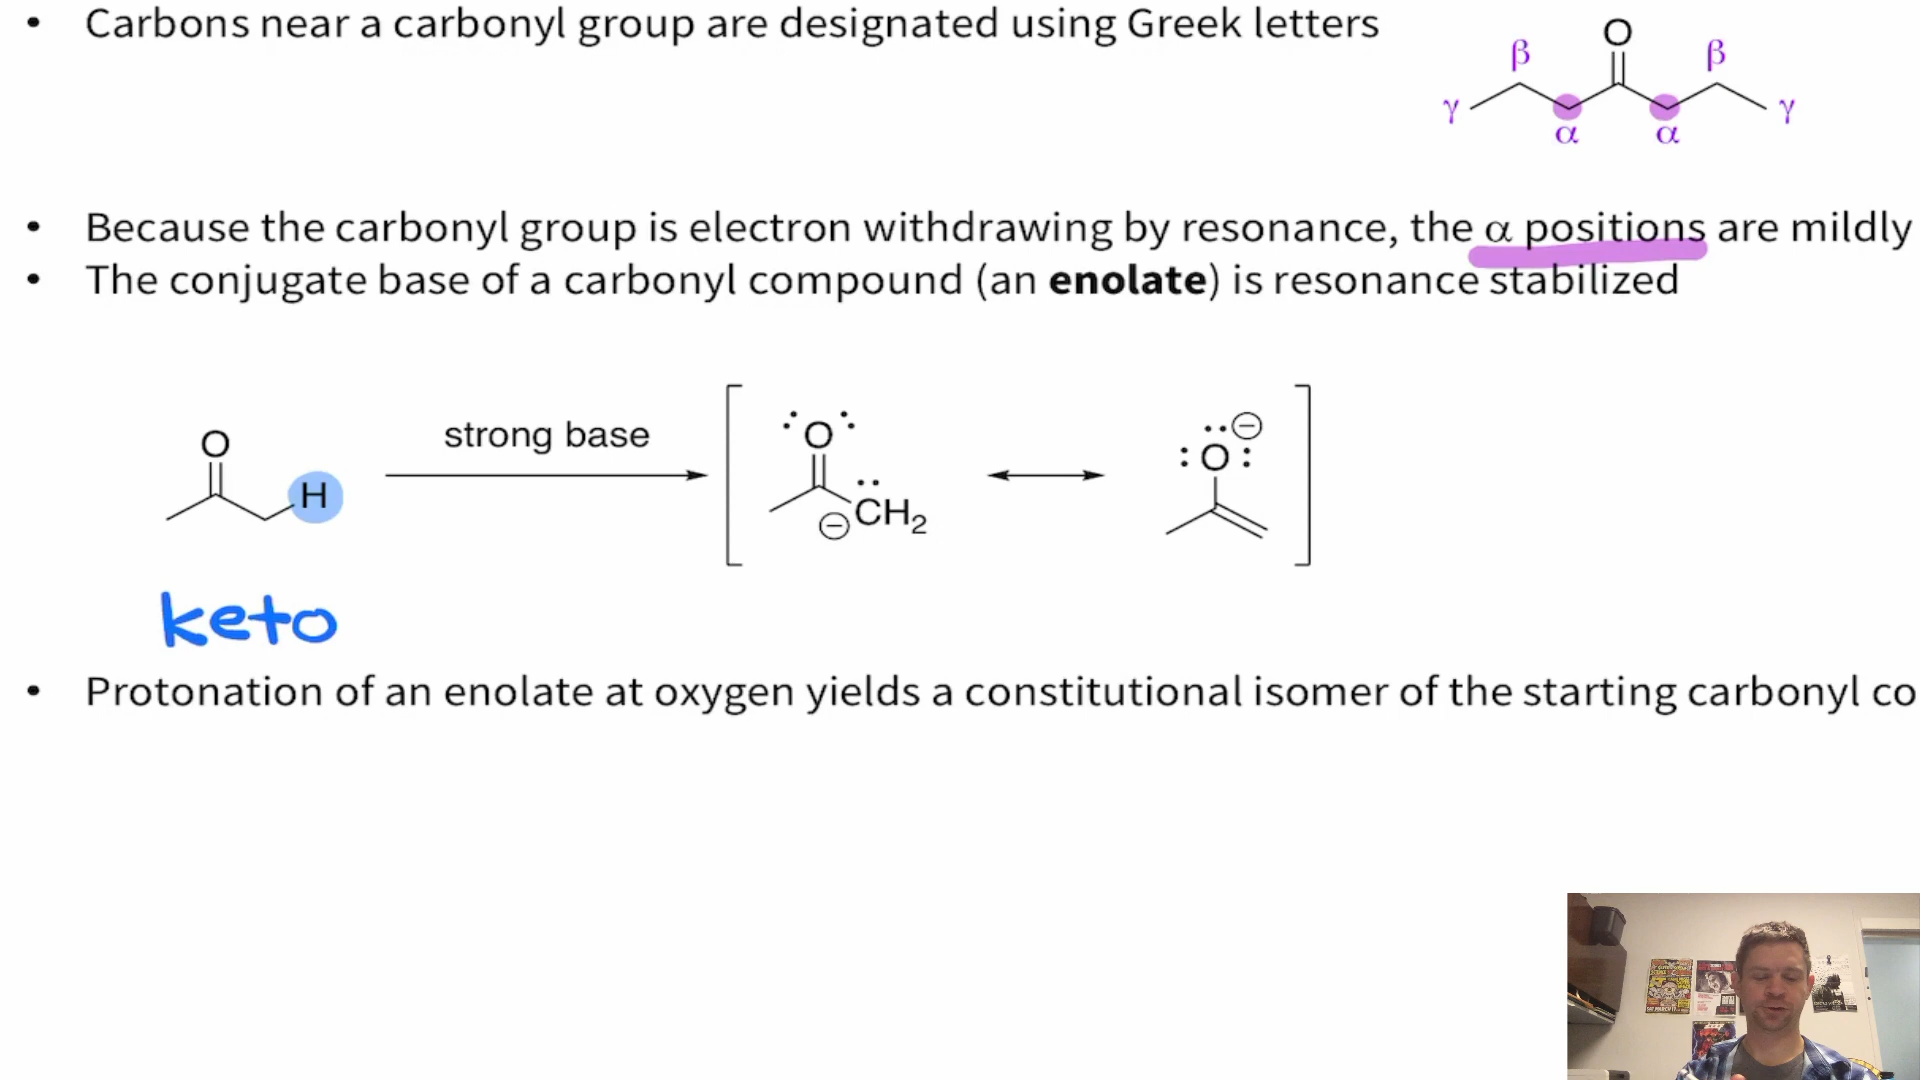 • Carbons near a carbonyl group are designated using Greek letters
O
β β
γ γ
α α
• Because the carbonyl group is electron withdrawing by resonance, the α positions are mildly
• The conjugate base of a carbonyl compound (an enolate) is resonance stabilized
O
H
strong base
O
⊖ CH₂
⊖
O
keto
• Protonation of an enolate at oxygen yields a constitutional isomer of the starting carbonyl co